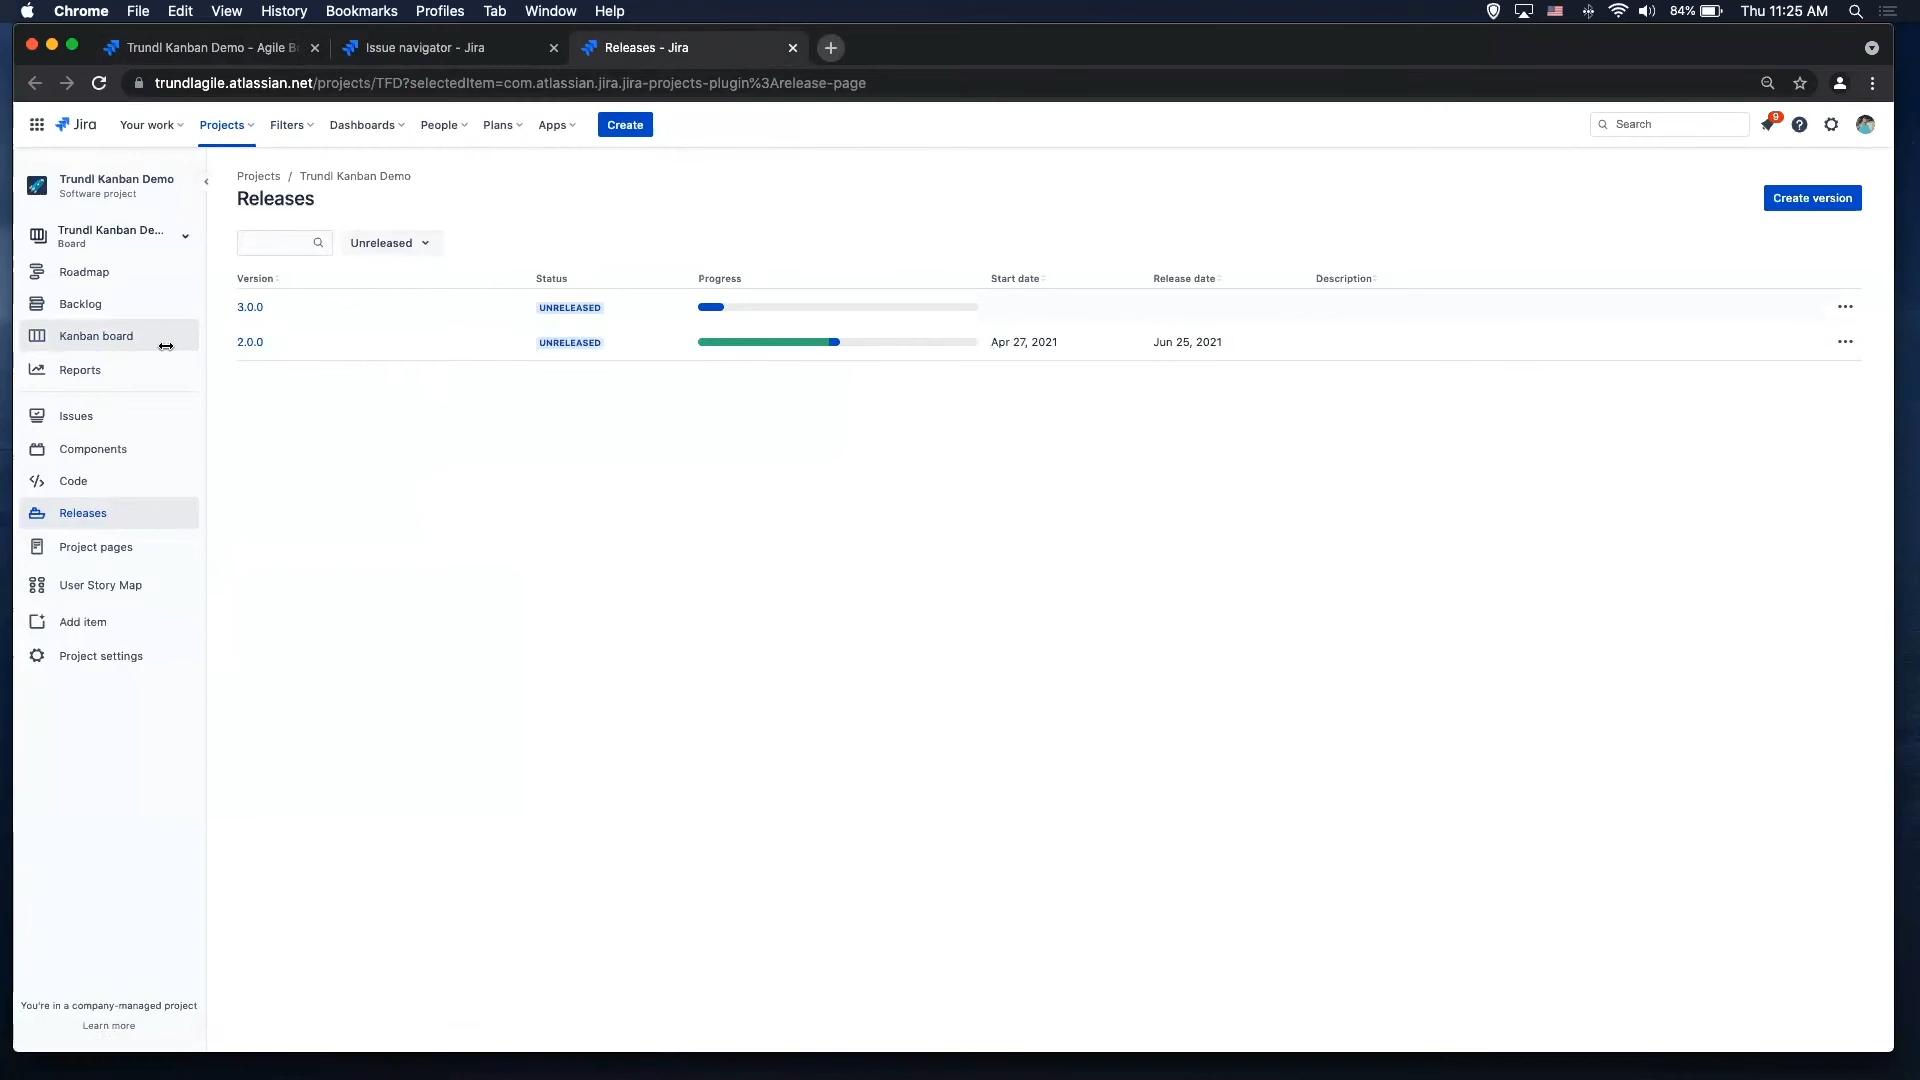 Chrome File Edit View History Bookmarks Profiles Tab Window Help 84% Thu 11:25 AM
Trundl Kanban Demo - Agile B Issue navigator - Jira Releases - Jira
trundlagile.atlassian.net/projects/TFD?selectedItem=com.atlassian.jira.jira-projects-plugin%3Arelease-page
Jira Your work Projects Filters Dashboards People Plans Apps Create Search 9
Trundl Kanban Demo
Software project
Trundl Kanban De...
Board
Roadmap
Backlog
Kanban board
Reports
Issues
Components
Code
Releases
Project pages
User Story Map
Add item
Project settings
You're in a company-managed project
Learn more
Projects / Trundl Kanban Demo
Releases
Create version
Unreleased
Version Status Progress Start date Release date Description
3.0.0 UNRELEASED
2.0.0 UNRELEASED Apr 27, 2021 Jun 25, 2021